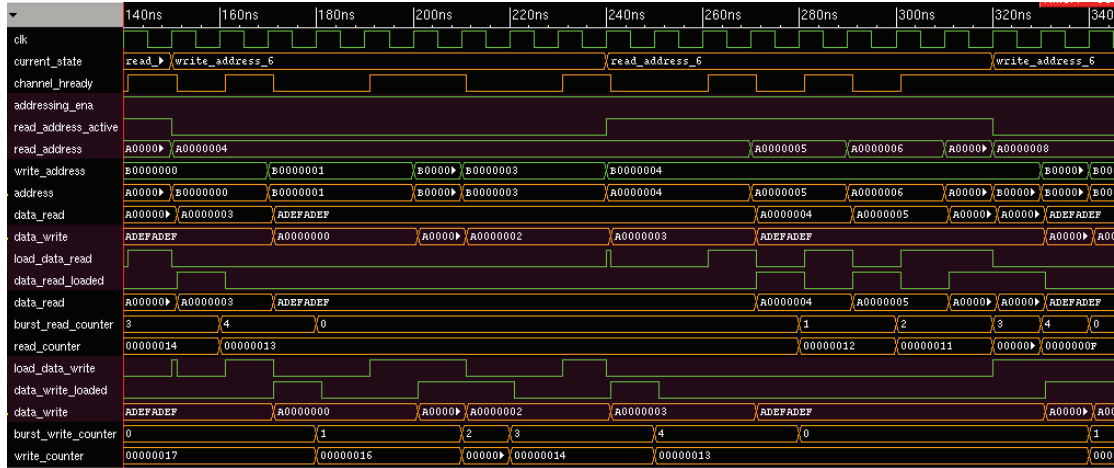 140ns 160ns 180ns 200ns 220ns 240ns 260ns 280ns 300ns 320ns 340
clk
current_state read_ write_address_6 read_address_6 write_address_6
channel_hready
addressing_ena
read_address_active
read_address A0000 A0000004 A0000005 A0000006 A0000 A0000008
write_address B0000000 B0000001 B0000 B0000003 B0000004 B0000 B00
address A0000 B0000000 B0000001 B0000 B0000003 A0000004 A0000005 A0000006 A0000 B0000 B0000 B00
data_read A00000 A0000003 ADEFADEF A0000004 A0000005 A0000 A0000 ADEFADEF
data_write ADEFADEF A0000000 A0000 A0000002 A0000003 ADEFADEF A0000 A00
load_data_read
data_read_loaded
data_read A00000 A0000003 ADEFADEF A0000004 A0000005 A0000 A0000 ADEFADEF
burst_read_counter 3 4 0 1 2 3 4 0
read_counter 00000014 00000013 00000012 00000011 00000 0000000F
load_data_write
data_write_loaded
data_write ADEFADEF A0000000 A0000 A0000002 A0000003 ADEFADEF A0000 A00
burst_write_counter 0 1 2 3 4 0 1
write_counter 00000017 00000016 00000 00000014 00000013 000